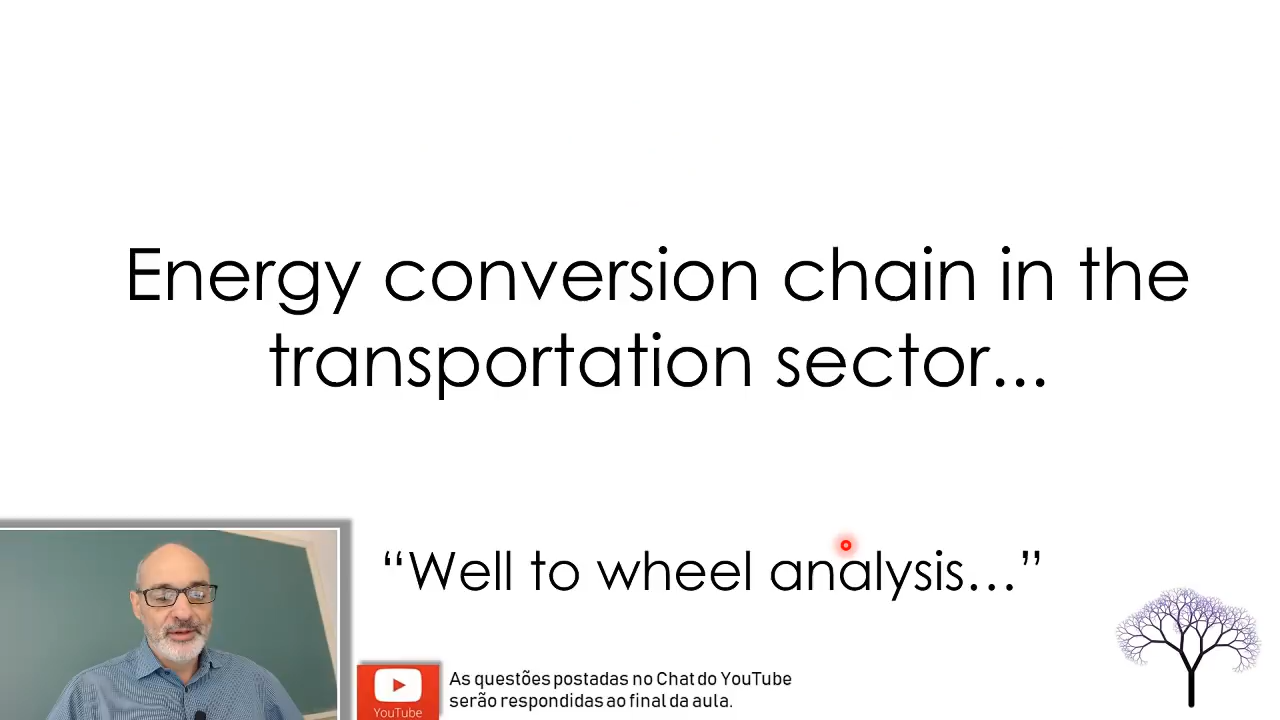 Energy conversion chain in the
transportation sector...
“Well to wheel analysis…”
YouTube
As questões postadas no Chat do YouTube
serão respondidas ao final da aula.